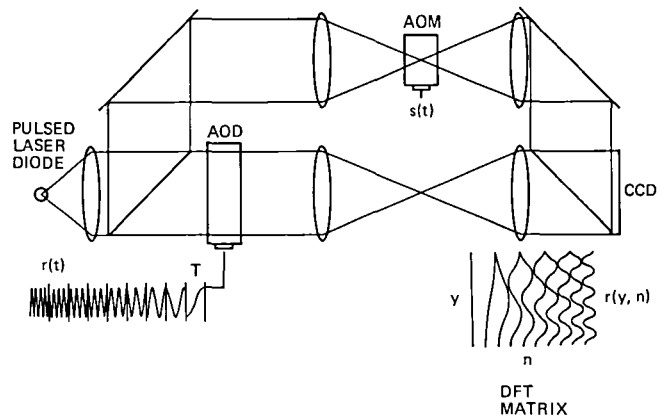 AOM
s(t)
PULSED
LASER
DIODE
AOD
CCD
r(t)
T
y
r(y, n)
n
DFT
MATRIX